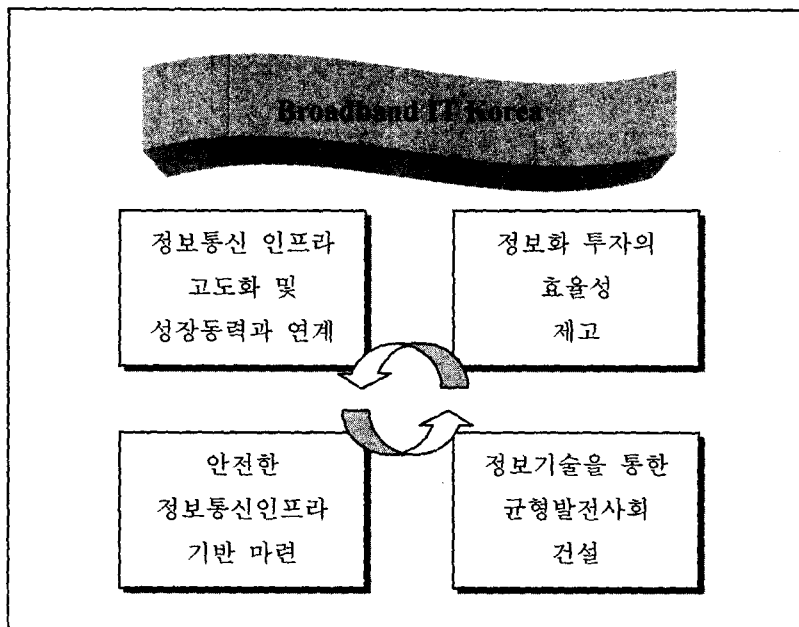 Broadband IT Korea
정보통신 인프라
고도화 및
성장동력과 연계
정보화 투자의
효율성
제고
안전한
정보통신인프라
기반 마련
정보기술을 통한
균형발전사회
건설